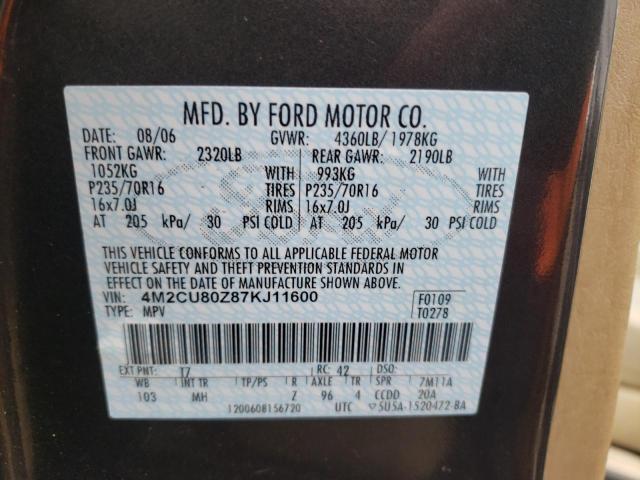 MFD. BY FORD MOTOR CO.
DATE: 08/06 GVWR: 4360LB/1978KG
FRONT GAWR: 2320LB REAR GAWR: 2190LB
1052KG WITH 993KG WITH
P235/70R16 TIRES P235/70R16 TIRES
16x7.0J RIMS 16x7.0J RIMS
AT 205 kPa/ 30 PSI COLD AT 205 kPa/ 30 PSI COLD
THIS VEHICLE CONFORMS TO ALL APPLICABLE FEDERAL MOTOR
VEHICLE SAFETY AND THEFT PREVENTION STANDARDS IN
EFFECT ON THE DATE OF MANUFACTURE SHOWN ABOVE.
VIN: 4M2CU80Z87KJ11600 F0109
TYPE: MPV T0278
EXT PNT: T7 RC: 42 DSO:
WB INT TR TP/PS R AXLE TR SPR 7M11A
103 MH Z 96 4 CCDD 20A
1200608156720 UTC ▽5U5A-1520472-BA